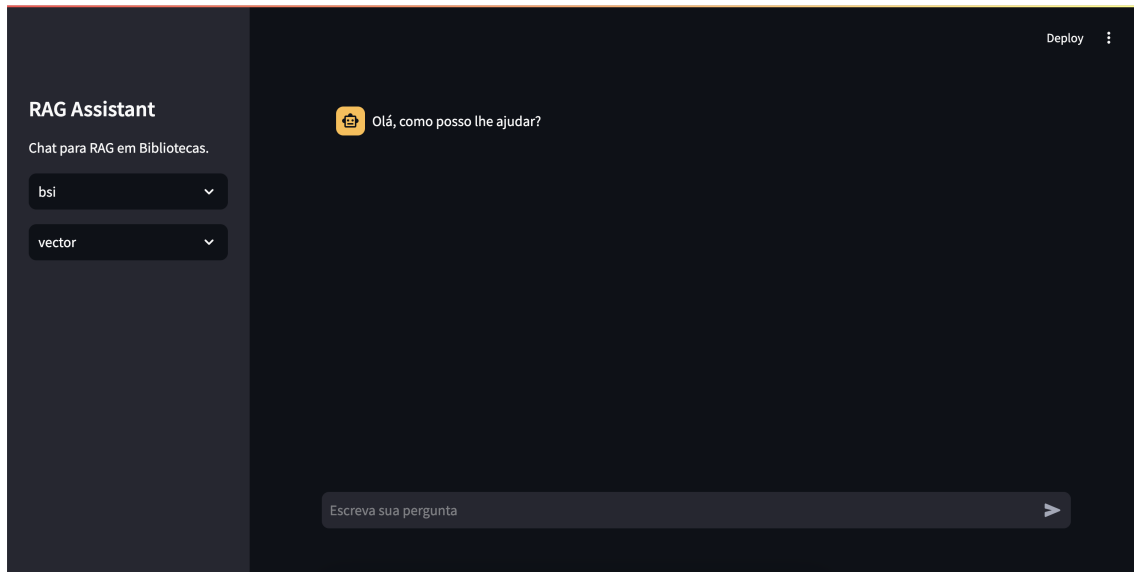 Deploy
RAG Assistant
Chat para RAG em Bibliotecas.
bsi
vector
Olá, como posso lhe ajudar?
Escreva sua pergunta